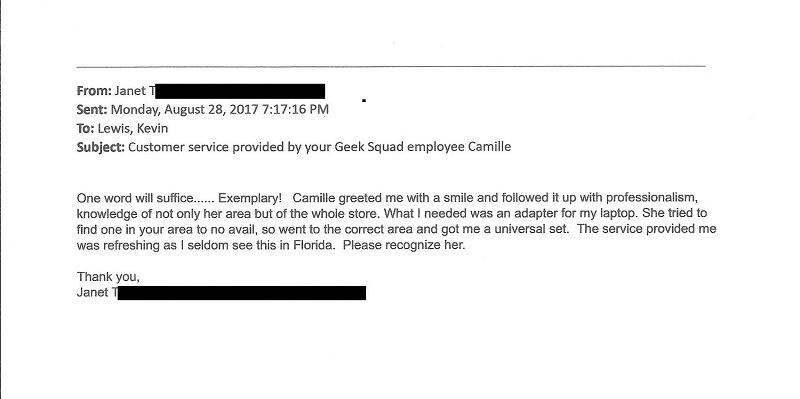 From: Janet T
Sent: Monday, August 28, 2017 7:17:16 PM
To: Lewis, Kevin
Subject: Customer service provided by your Geek Squad employee Camille
One word will suffice...... Exemplary!   Camille greeted me with a smile and followed it up with professionalism,
knowledge of not only her area but of the whole store. What I needed was an adapter for my laptop. She tried to
find one in your area to no avail, so went to the correct area and got me a universal set.  The service provided me
was refreshing as I seldom see this in Florida.  Please recognize her.
Thank you,
Janet T